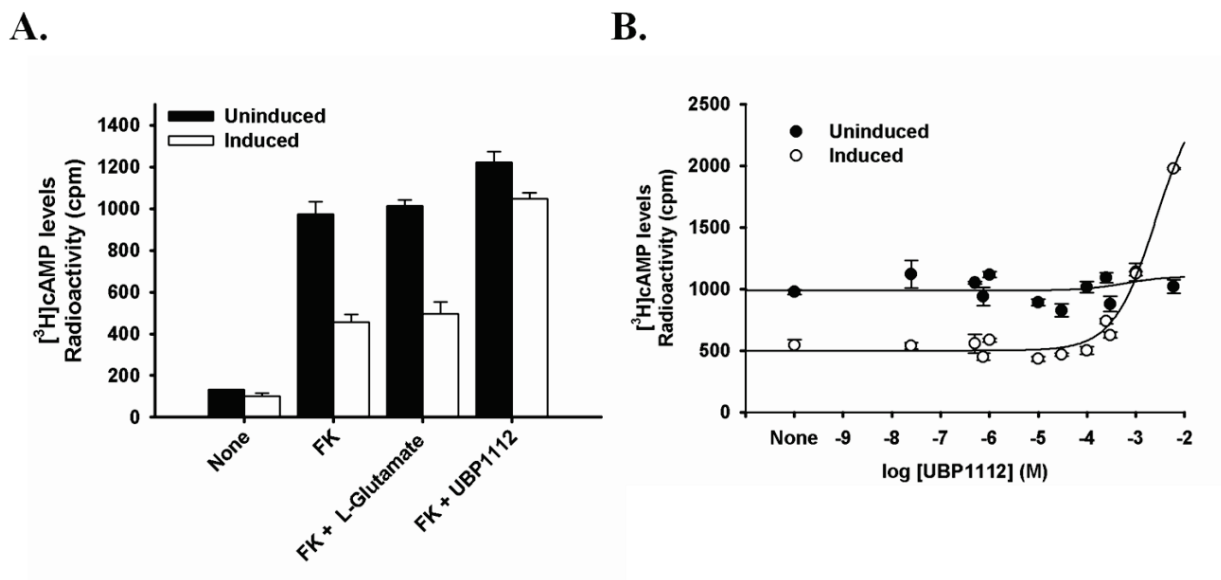 A.
[³H]cAMP levels
Radioactivity (cpm)
1400
1200
1000
800
600
400
200
0
Uninduced
Induced
None
FK
FK + L-Glutamate
FK + UBP1112
B.
[³H]cAMP levels
Radioactivity (cpm)
2500
2000
1500
1000
500
0
Uninduced
Induced
None -9 -8 -7 -6 -5 -4 -3 -2
log [UBP1112] (M)